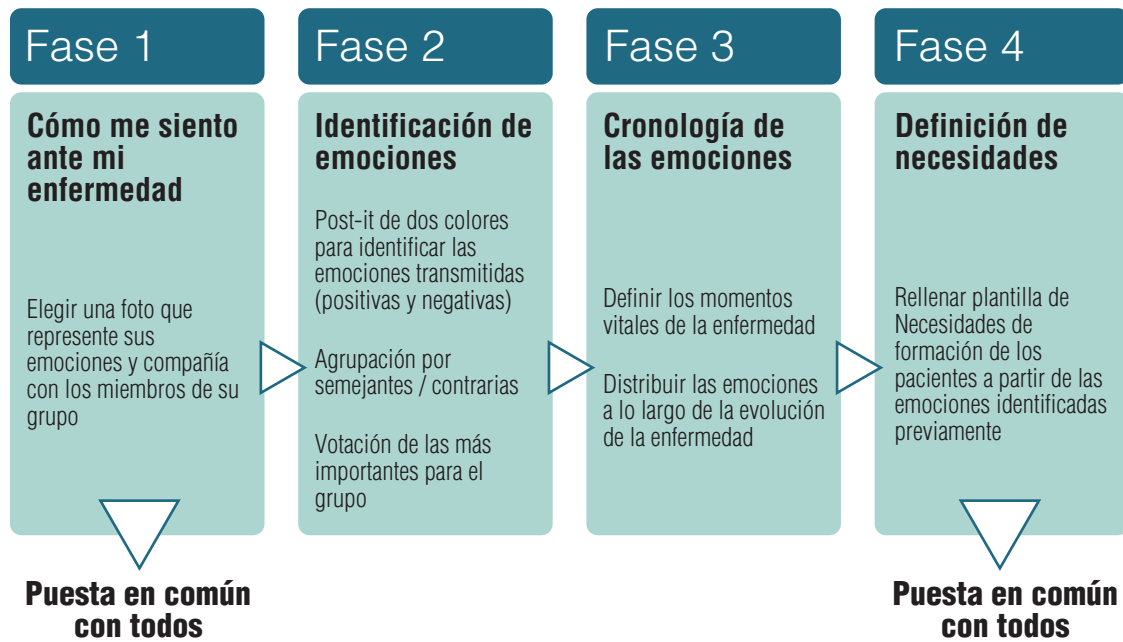 Fase 1
Cómo me siento
ante mi
enfermedad
Elegir una foto que
represente sus
emociones y compañía
con los miembros de su
grupo
Puesta en común
con todos
Fase 2
Identificación de
emociones
Post-it de dos colores
para identificar las
emociones transmitidas
(positivas y negativas)
Agrupación por
semejantes / contrarias
Votación de las más
importantes para el
grupo
Fase 3
Cronología de
las emociones
Definir los momentos
vitales de la enfermedad
Distribuir las emociones
a lo largo de la evolución
de la enfermedad
Fase 4
Definición de
necesidades
Rellenar plantilla de
Necesidades de
formación de los
pacientes a partir de las
emociones identificadas
previamente
Puesta en común
con todos